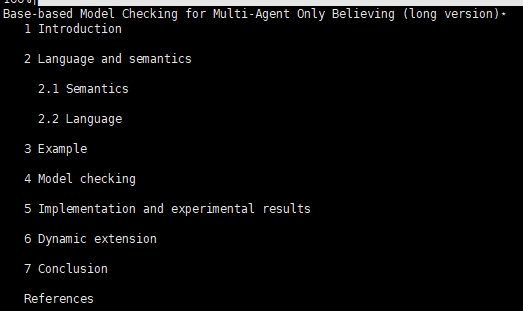 100%
Base-based Model Checking for Multi-Agent Only Believing (long version)⋆
1 Introduction
2 Language and semantics
2.1 Semantics
2.2 Language
3 Example
4 Model checking
5 Implementation and experimental results
6 Dynamic extension
7 Conclusion
References